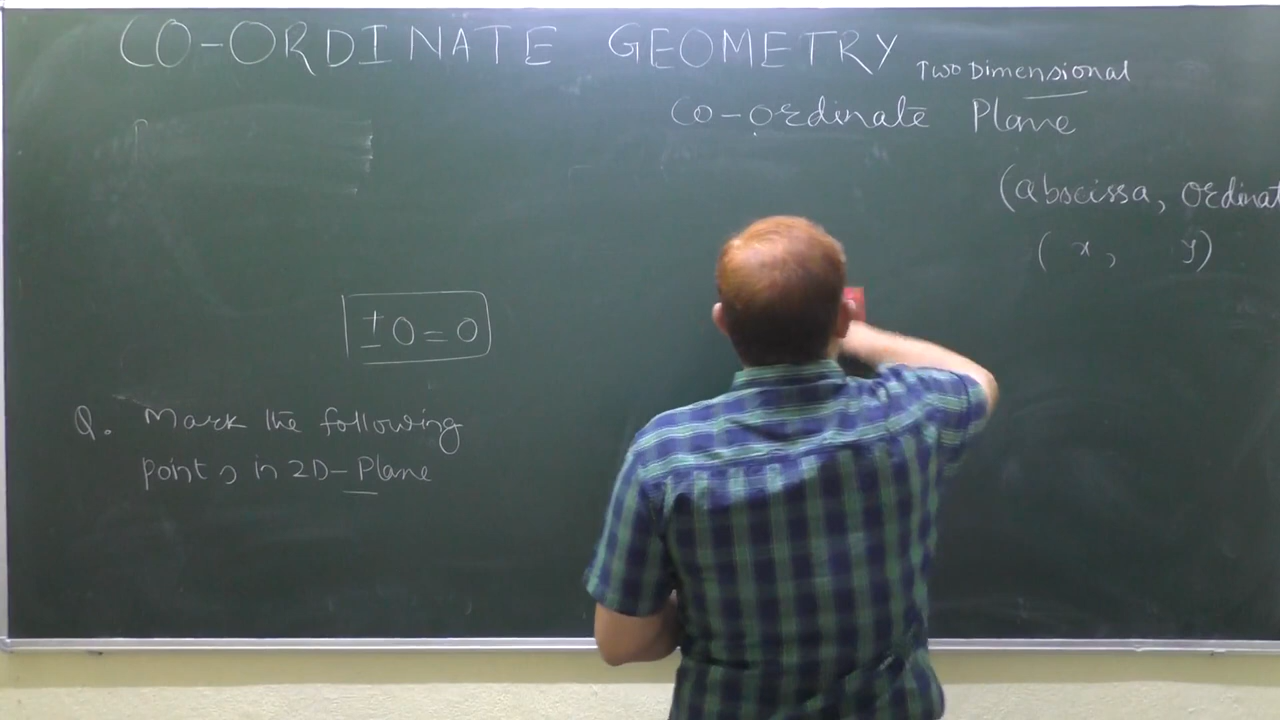 CO-ORDINATE GEOMETRY
Two Dimensional
Co-ordinate Plane
(abscissa, ordinat
( x, y)
± 0 = 0
Q. Mark the following
points in 2D-Plane